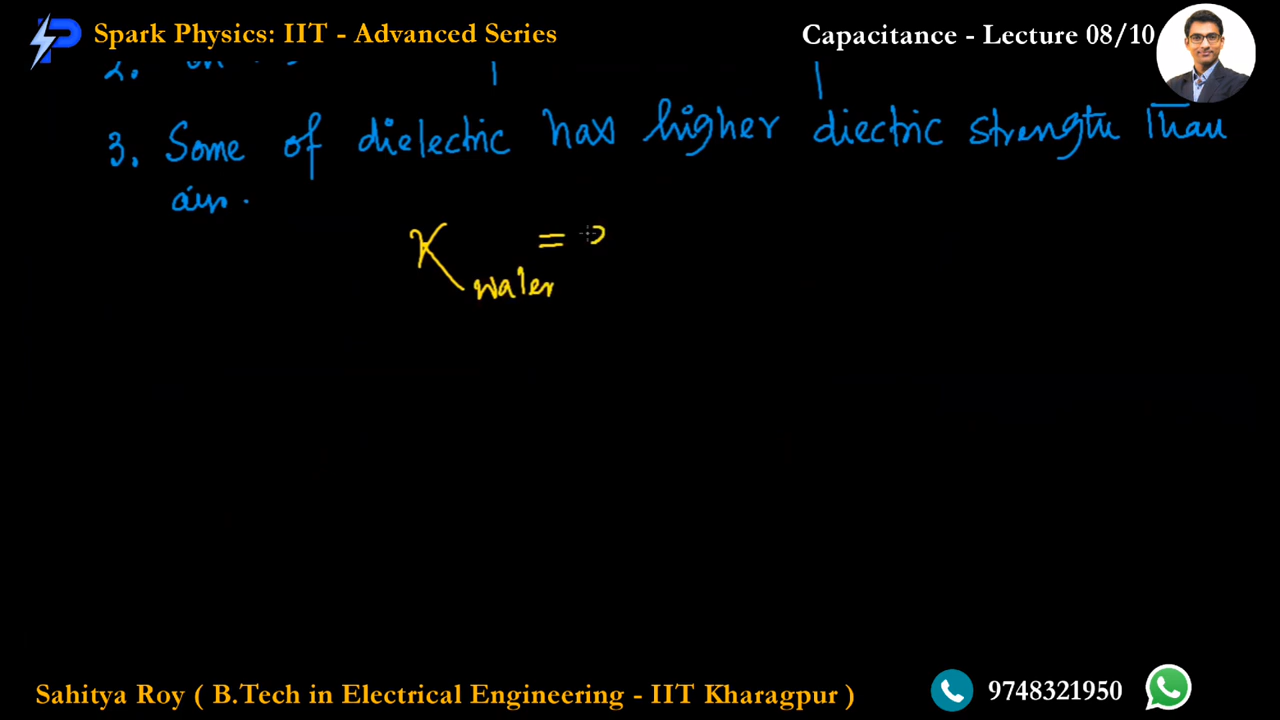 Spark Physics: IIT - Advanced Series
Capacitance - Lecture 08/10
2.
3. Some of dielectric has higher diectric strength Than
air.
K water =
Sahitya Roy ( B.Tech in Electrical Engineering - IIT Kharagpur )
9748321950